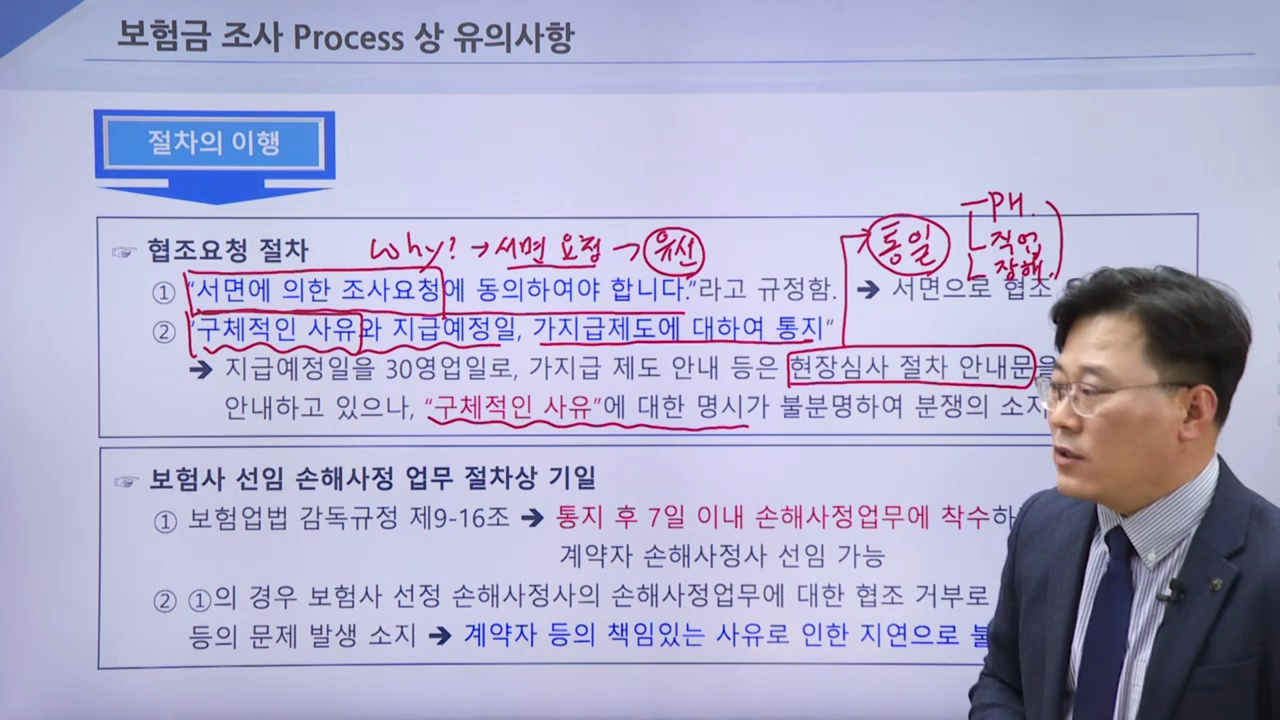 보험금 조사 Process 상 유의사항
절차의 이행
PH.
☞ 협조요청 절차 Why? → 서면 요청 → 유선 통일 직업
장해.
① "서면에 의한 조사요청에 동의하여야 합니다."라고 규정함. ➔ 서면으로 협조
② "구체적인 사유와 지급예정일, 가지급제도에 대하여 통지"
➔ 지급예정일을 30영업일로, 가지급 제도 안내 등은 현장심사 절차 안내문을
안내하고 있으나, "구체적인 사유"에 대한 명시가 불분명하여 분쟁의 소지
☞ 보험사 선임 손해사정 업무 절차상 기일
① 보험업법 감독규정 제9-16조 ➔ 통지 후 7일 이내 손해사정업무에 착수하
계약자 손해사정사 선임 가능
② ①의 경우 보험사 선정 손해사정사의 손해사정업무에 대한 협조 거부로
등의 문제 발생 소지 ➔ 계약자 등의 책임있는 사유로 인한 지연으로